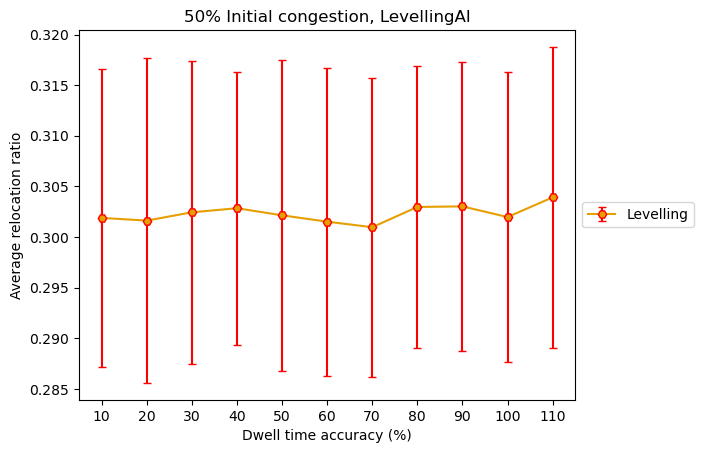 50% Initial congestion, LevellingAI
0.320
0.315
0.310
0.305
0.300
0.295
0.290
0.285
Average relocation ratio
10 20 30 40 50 60 70 80 90 100 110
Dwell time accuracy (%)
Levelling